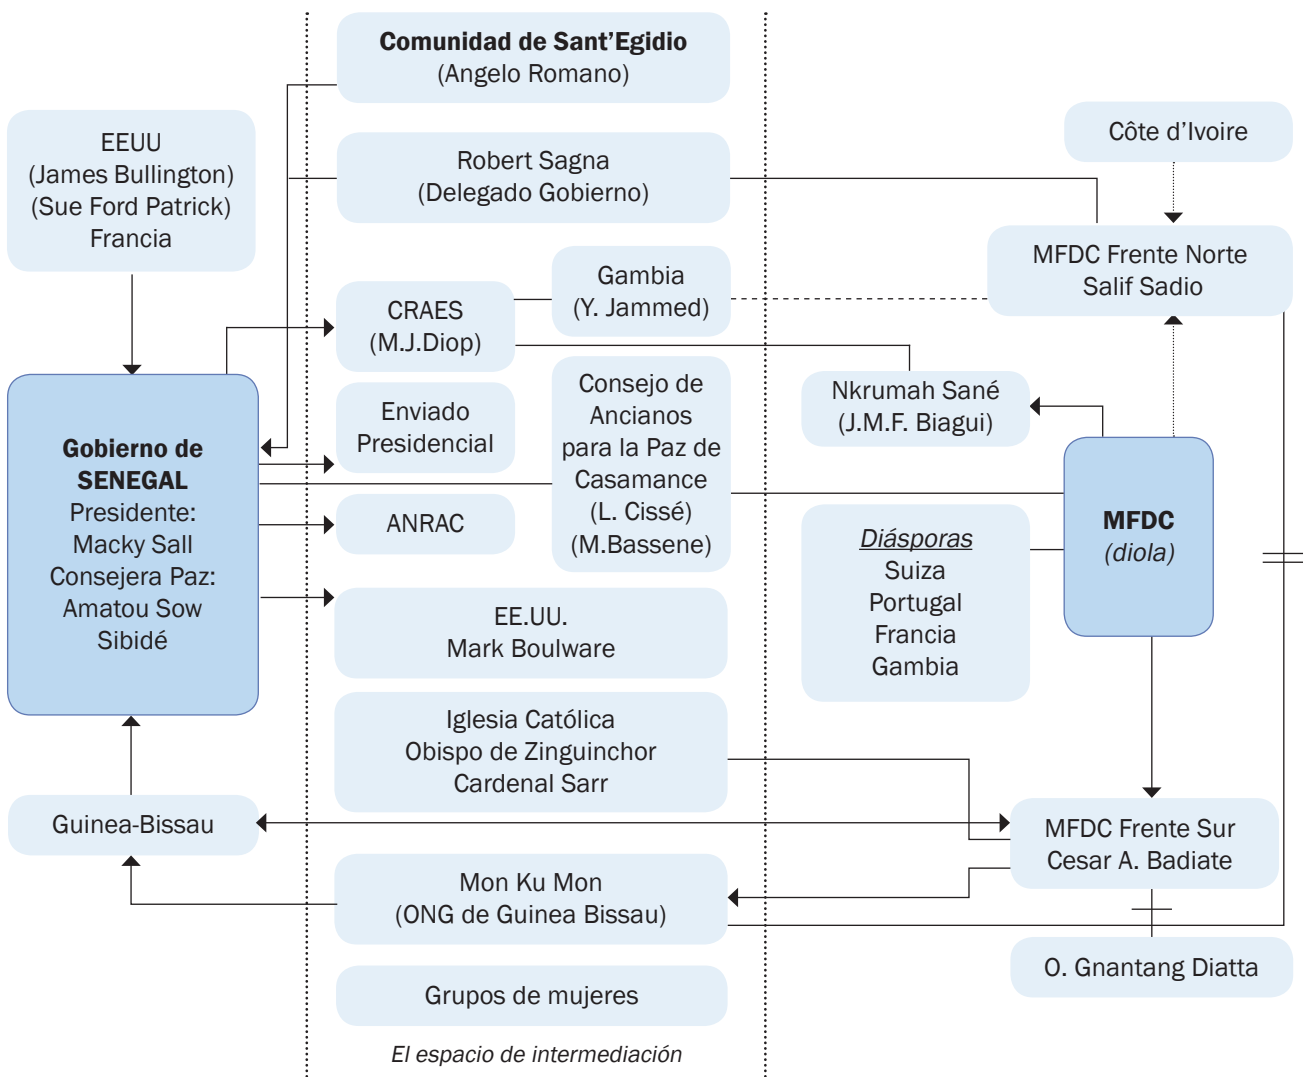 Comunidad de Sant’Egidio
(Angelo Romano)
EEUU
(James Bullington)
(Sue Ford Patrick)
Francia
Robert Sagna
(Delegado Gobierno)
Côte d’Ivoire
MFDC Frente Norte
Salif Sadio
Gambia
(Y. Jammed)
CRAES
(M.J.Diop)
Consejo de
Ancianos
para la Paz de
Casamance
(L. Cissé)
(M.Bassene)
Nkrumah Sané
(J.M.F. Biagui)
Enviado
Presidencial
Gobierno de
SENEGAL
Presidente:
Macky Sall
Consejera Paz:
Amatou Sow
Sibidé
ANRAC
MFDC
(diola)
Diásporas
Suiza
Portugal
Francia
Gambia
EE.UU.
Mark Boulware
Iglesia Católica
Obispo de Zinguinchor
Cardenal Sarr
Guinea-Bissau
MFDC Frente Sur
Cesar A. Badiate
Mon Ku Mon
(ONG de Guinea Bissau)
O. Gnantang Diatta
Grupos de mujeres
El espacio de intermediación